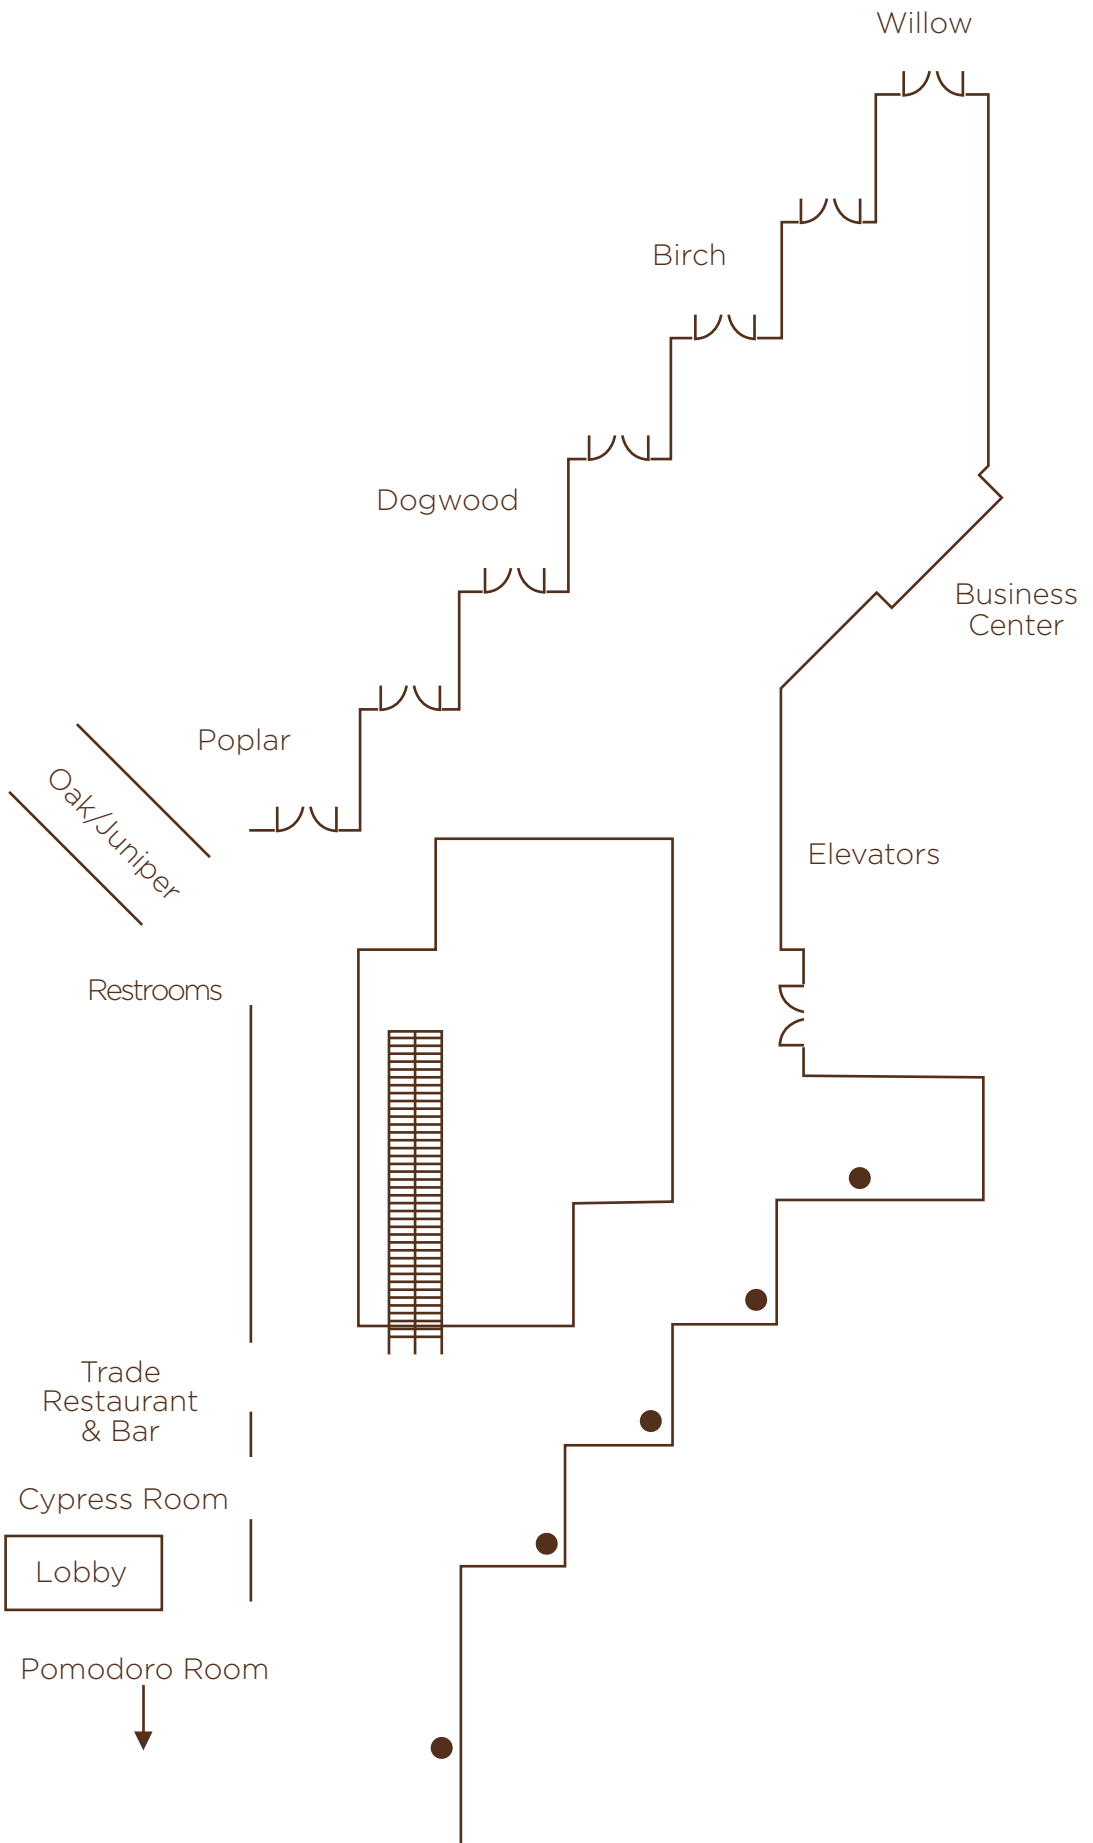 Willow
Birch
Dogwood
Business
Center
Poplar
Oak/Juniper
Elevators
Restrooms
Trade
Restaurant
& Bar
Cypress Room
Lobby
Pomodoro Room